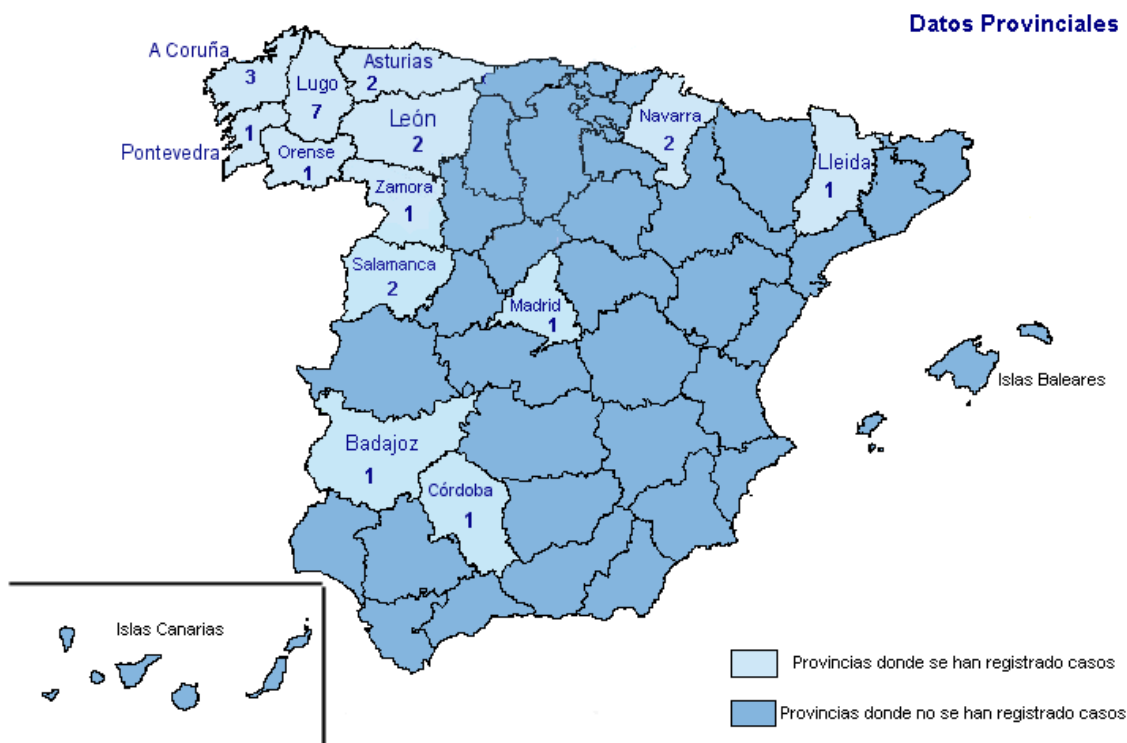 Datos Provinciales
A Coruña
3
Lugo
7
Asturias
2
León
2
Navarra
2
Lleida
1
1
Pontevedra
Orense
1
Zamora
1
Salamanca
2
Madrid
1
Islas Baleares
Badajoz
1
Córdoba
1
Islas Canarias
Provincias donde se han registrado casos
Provincias donde no se han registrado casos